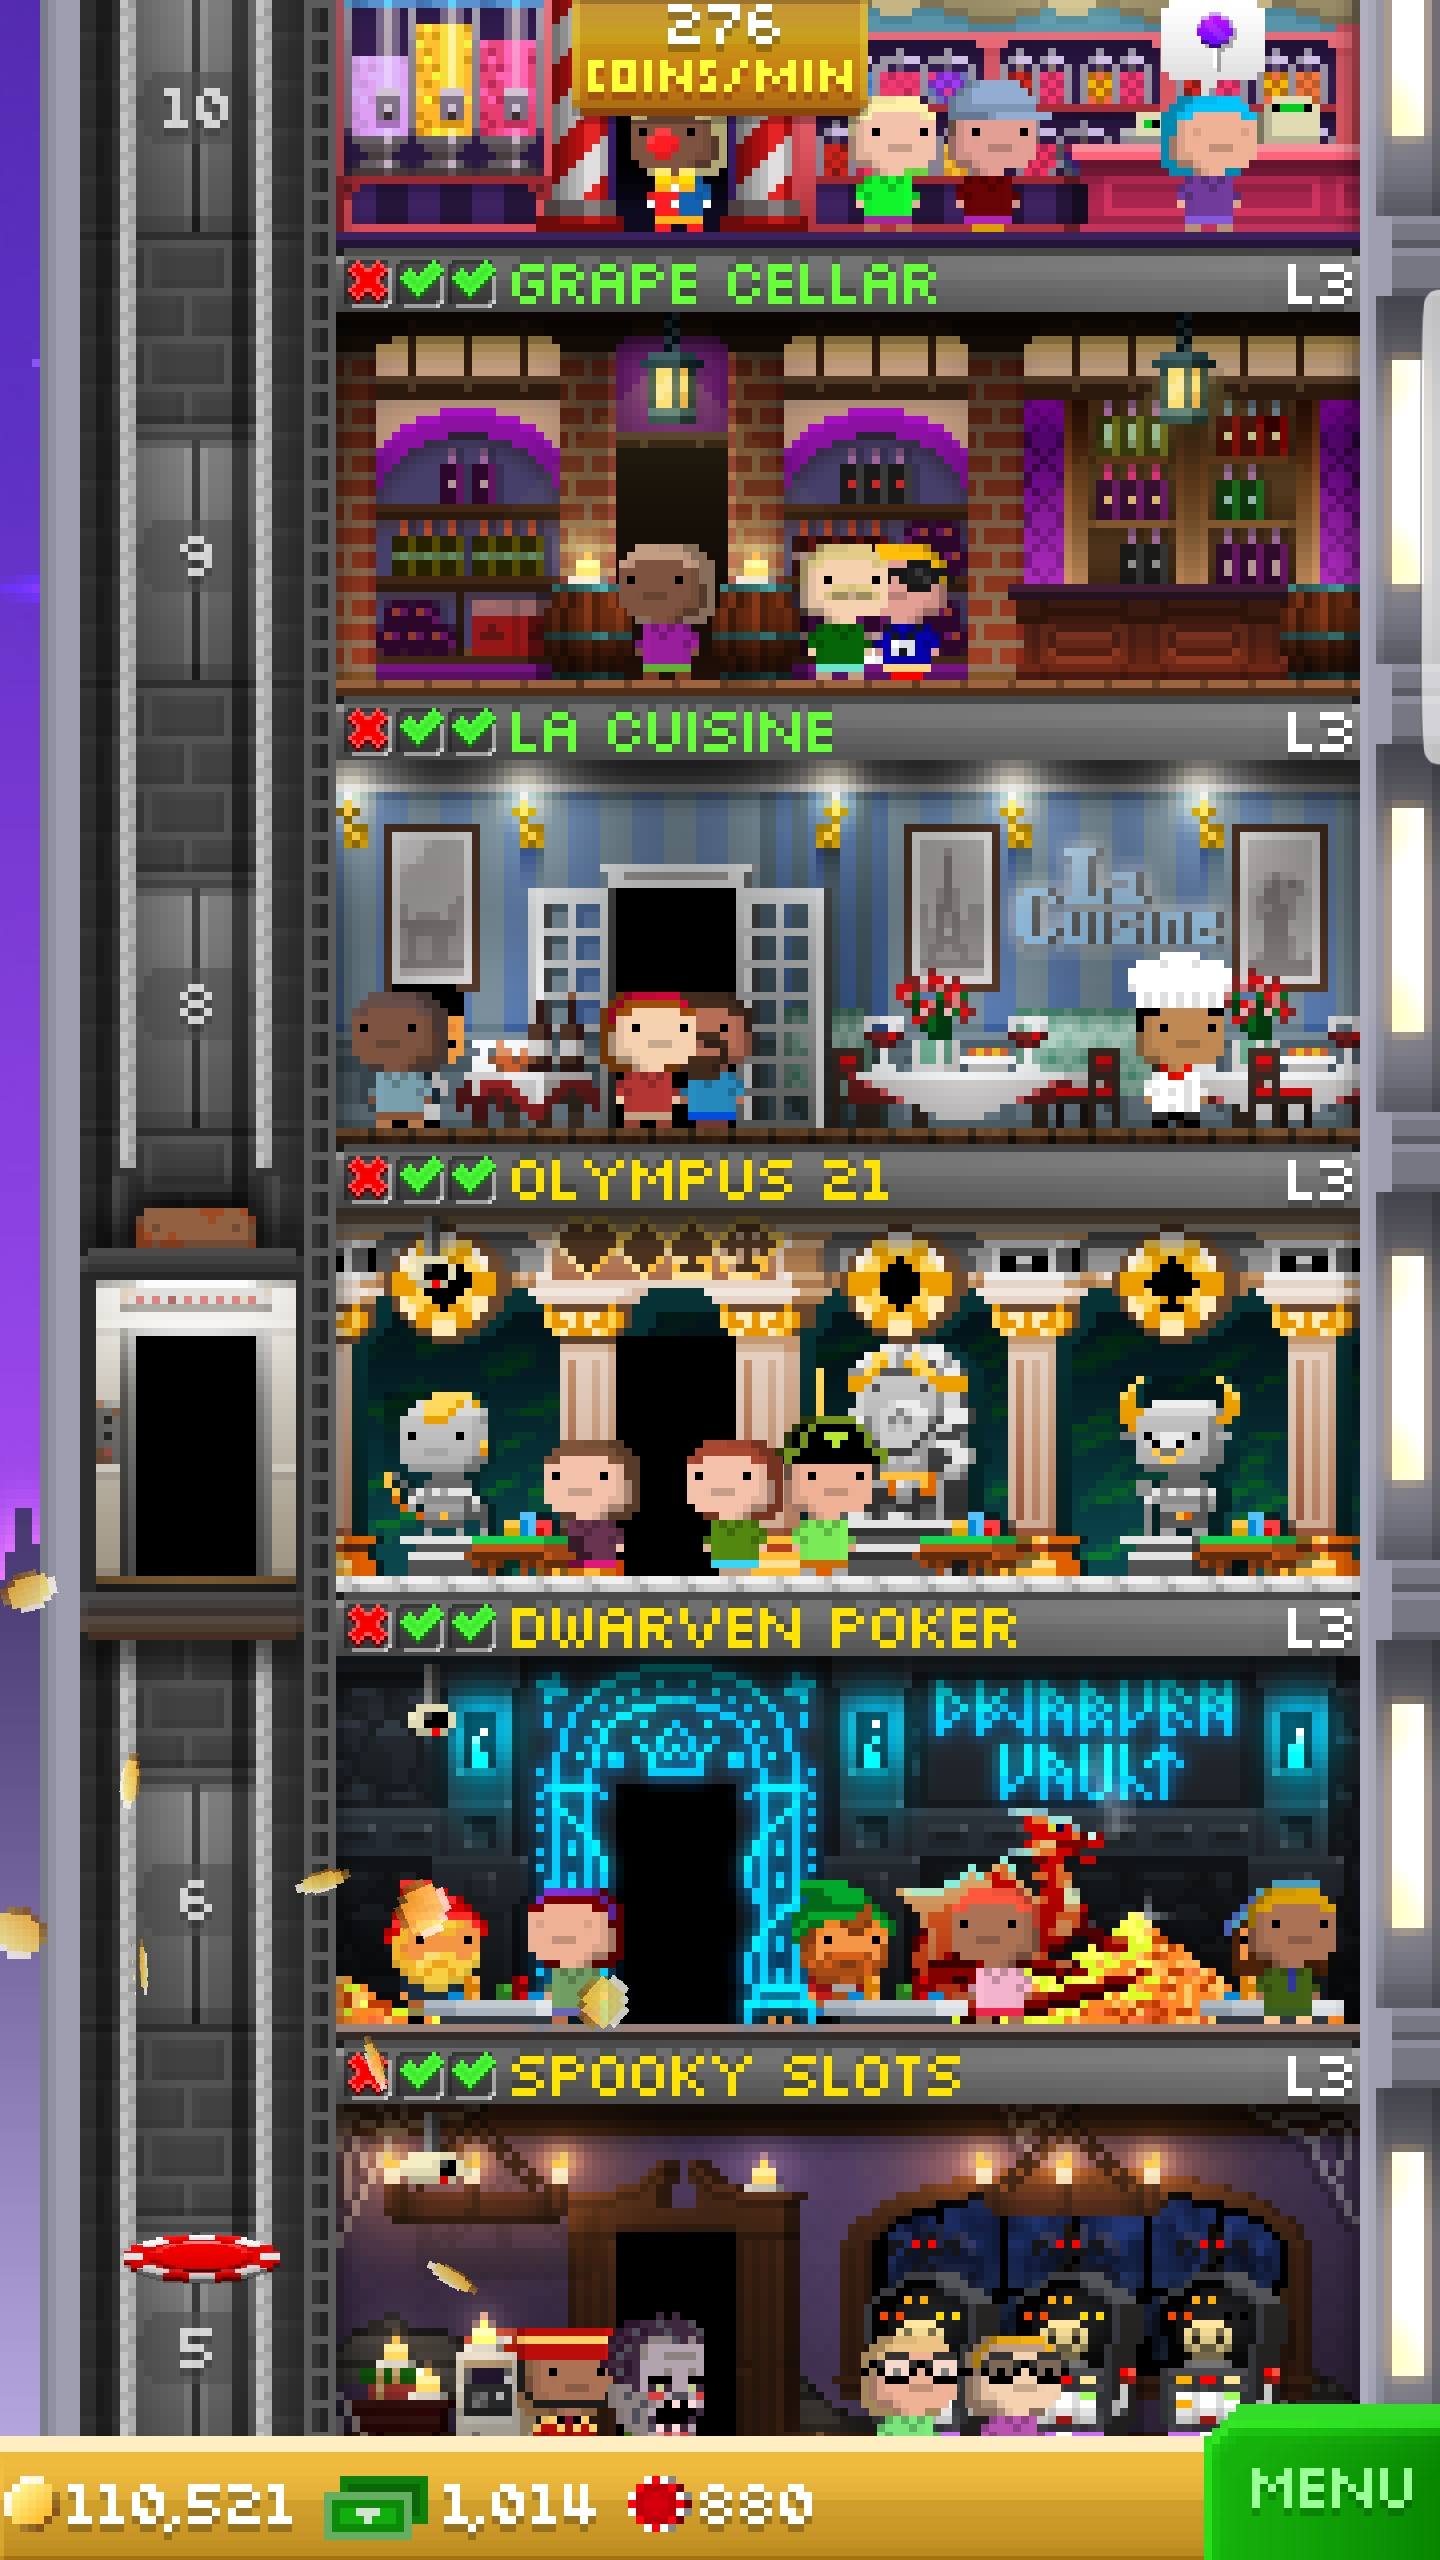 276
COINS/MIN
10
GRAPE CELLAR L3
9
LA CUISINE L3
La
Cuisine
8
OLYMPUS 21 L3
DWARVEN POKER L3
DWARVEN
VAULT
6
SPOOKY SLOTS L3
5
110,521 1,014 880 MENU